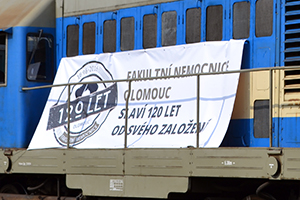 120 LET
FAKULTNÍ NEMOCNICE
OLOMOUC
SLAVÍ 120 LET
OD SVÉHO ZALOŽENÍ